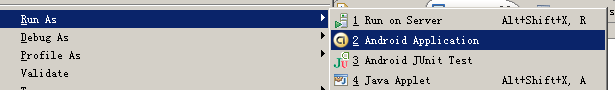 Run As
Debug As
Profile As
Validate
1 Run on Server Alt+Shift+X, R
2 Android Application
3 Android JUnit Test
4 Java Applet Alt+Shift+X, A